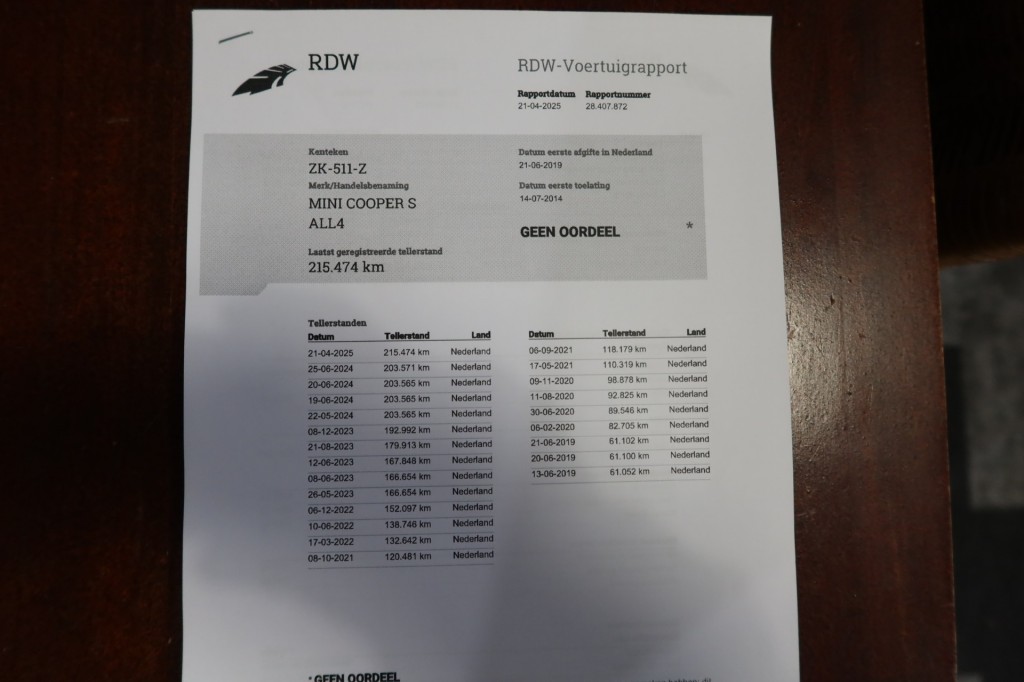 RDW
RDW-Voertuigrapport
Rapportdatum Rapportnummer
21-04-2025 28.407.872
Kenteken
ZK-511-Z
Merk/Handelsbenaming
MINI COOPER S
ALL4
Laatst geregistreerde tellerstand
215.474 km
Datum eerste afgifte in Nederland
21-06-2019
Datum eerste toelating
14-07-2014
GEEN OORDEEL *
Tellerstanden
Datum Tellerstand Land
21-04-2025 215.474 km Nederland
25-06-2024 203.571 km Nederland
20-06-2024 203.565 km Nederland
19-06-2024 203.565 km Nederland
22-05-2024 203.565 km Nederland
08-12-2023 192.992 km Nederland
21-08-2023 179.913 km Nederland
12-06-2023 167.848 km Nederland
08-06-2023 166.654 km Nederland
26-05-2023 166.654 km Nederland
06-12-2022 152.097 km Nederland
10-06-2022 138.746 km Nederland
17-03-2022 132.642 km Nederland
08-10-2021 120.481 km Nederland
Datum Tellerstand Land
06-09-2021 118.179 km Nederland
17-05-2021 110.319 km Nederland
09-11-2020 98.878 km Nederland
11-08-2020 92.825 km Nederland
30-06-2020 89.546 km Nederland
06-02-2020 82.705 km Nederland
21-06-2019 61.102 km Nederland
20-06-2019 61.100 km Nederland
13-06-2019 61.052 km Nederland
* GEEN OORDEEL